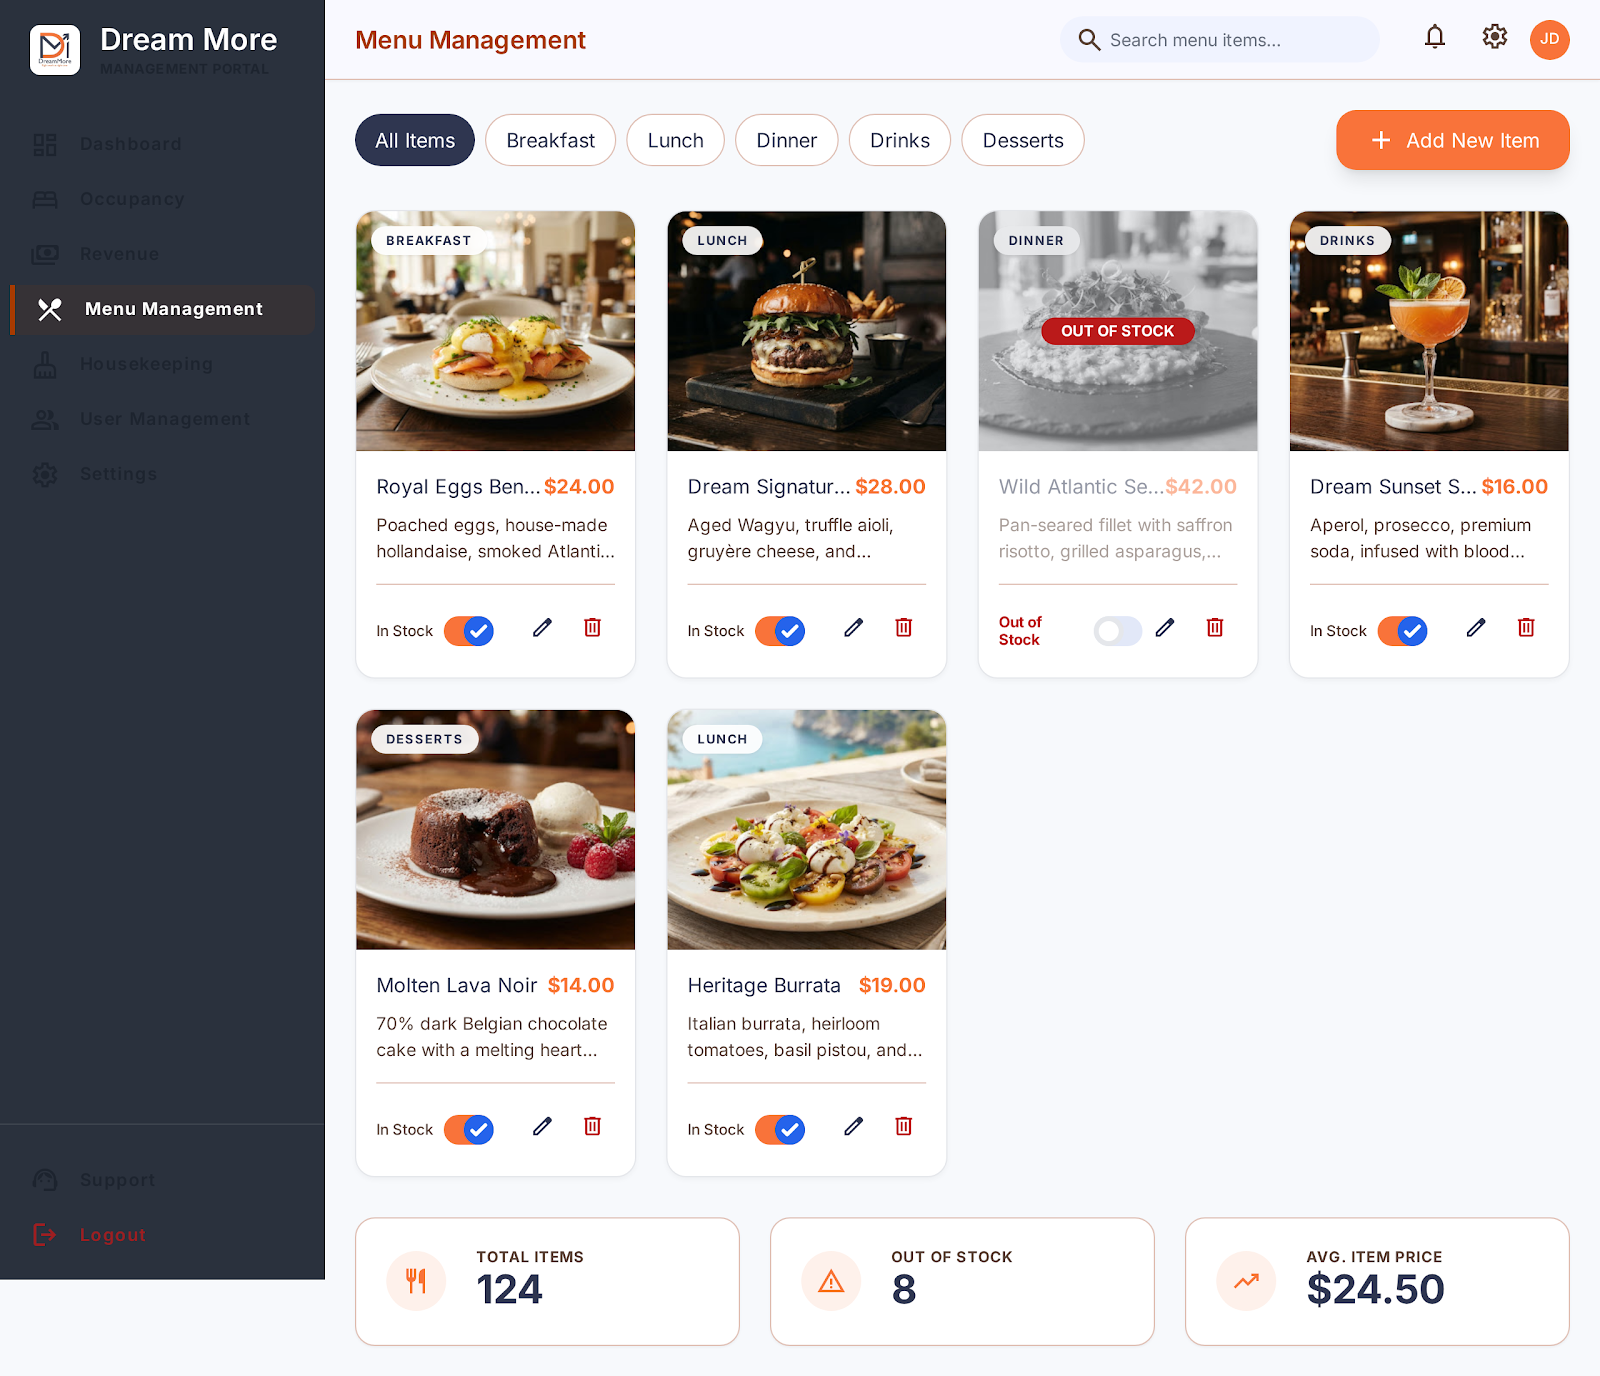 Dream More
MANAGEMENT PORTAL
Dashboard
Occupancy
Revenue
Menu Management
Housekeeping
User Management
Settings
Support
Logout
Menu Management
Search menu items...
JD
All Items
Breakfast
Lunch
Dinner
Drinks
Desserts
Add New Item
BREAKFAST
Royal Eggs Ben... $24.00
Poached eggs, house-made
hollandaise, smoked Atlanti...
In Stock
LUNCH
Dream Signatur... $28.00
Aged Wagyu, truffle aioli,
gruyère cheese, and...
In Stock
DINNER
OUT OF STOCK
Wild Atlantic Se... $42.00
Pan-seared fillet with saffron
risotto, grilled asparagus,...
Out of
Stock
DRINKS
Dream Sunset S... $16.00
Aperol, prosecco, premium
soda, infused with blood...
In Stock
DESSERTS
Molten Lava Noir $14.00
70% dark Belgian chocolate
cake with a melting heart...
In Stock
LUNCH
Heritage Burrata $19.00
Italian burrata, heirloom
tomatoes, basil pistou, and...
In Stock
TOTAL ITEMS
124
OUT OF STOCK
8
AVG. ITEM PRICE
$24.50